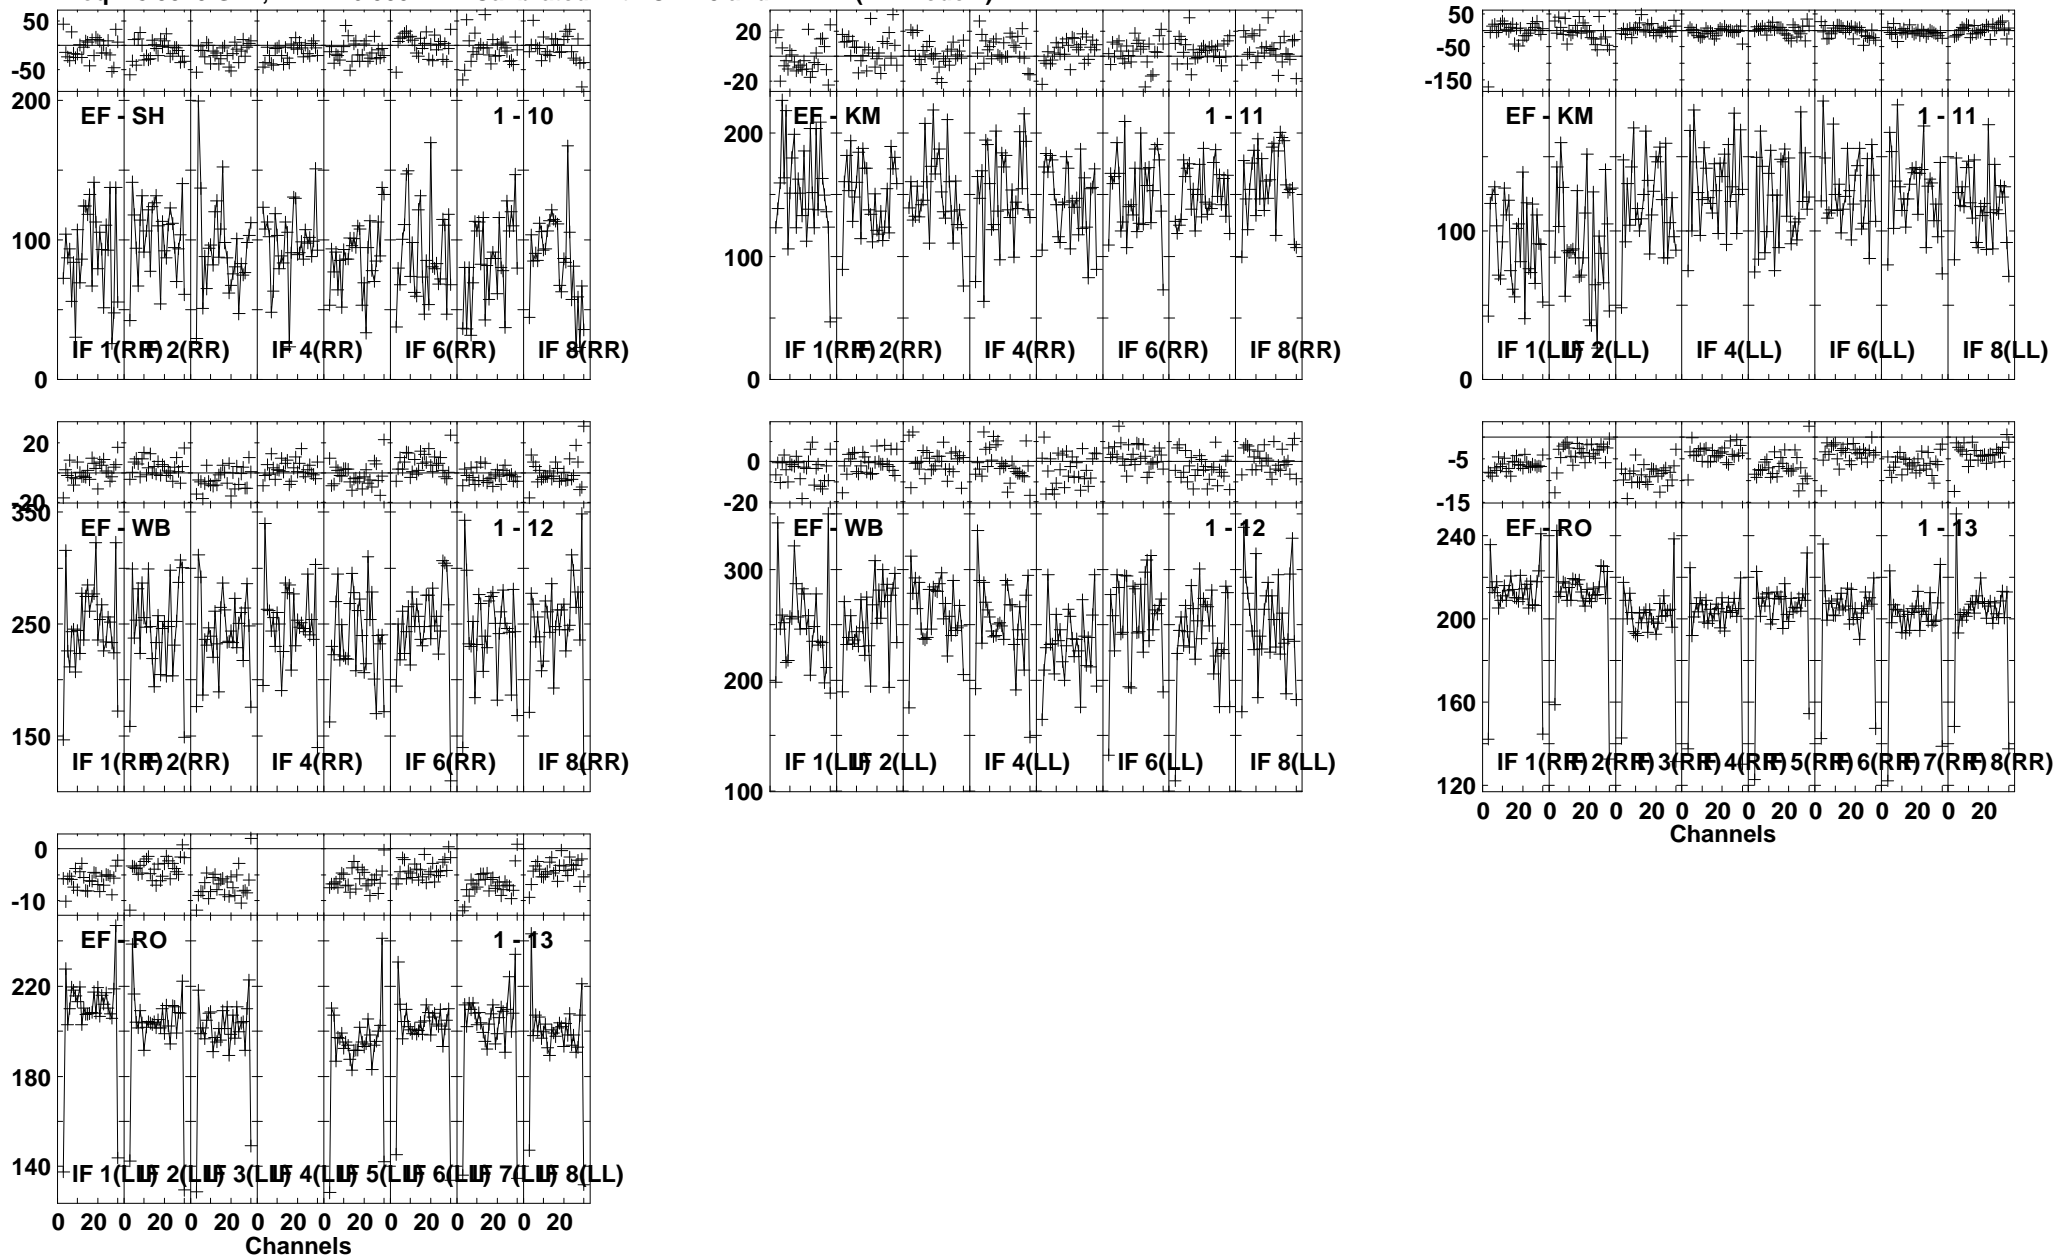 50
-50
200
100
0
EF - SH 1 - 10
IF 1(RR) IF 2(RR) IF 4(RR) IF 6(RR) IF 8(RR)
20
-20
200
100
0
EF - KM 1 - 11
IF 1(RR) IF 2(RR) IF 4(RR) IF 6(RR) IF 8(RR)
50
-50
-150
100
0
EF - KM 1 - 11
IF 1(LL) IF 2(LL) IF 4(LL) IF 6(LL) IF 8(LL)
20
-20
350
250
150
EF - WB 1 - 12
IF 1(RR) IF 2(RR) IF 4(RR) IF 6(RR) IF 8(RR)
0
-20
300
200
100
EF - WB 1 - 12
IF 1(LL) IF 2(LL) IF 4(LL) IF 6(LL) IF 8(LL)
-5
-15
240
200
160
120
EF - RO 1 - 13
IF 1(RR) IF 2(RR) IF 3(RR) IF 4(RR) IF 5(RR) IF 6(RR) IF 7(RR) IF 8(RR)
0 20 0 20 0 20 0 20 0 20 0 20 0 20 0 20
Channels
0
-10
220
180
140
EF - RO 1 - 13
IF 1(LL) IF 2(LL) IF 3(LL) IF 4(LL) IF 5(LL) IF 6(LL) IF 7(LL) IF 8(LL)
0 20 0 20 0 20 0 20 0 20 0 20 0 20 0 20
Channels